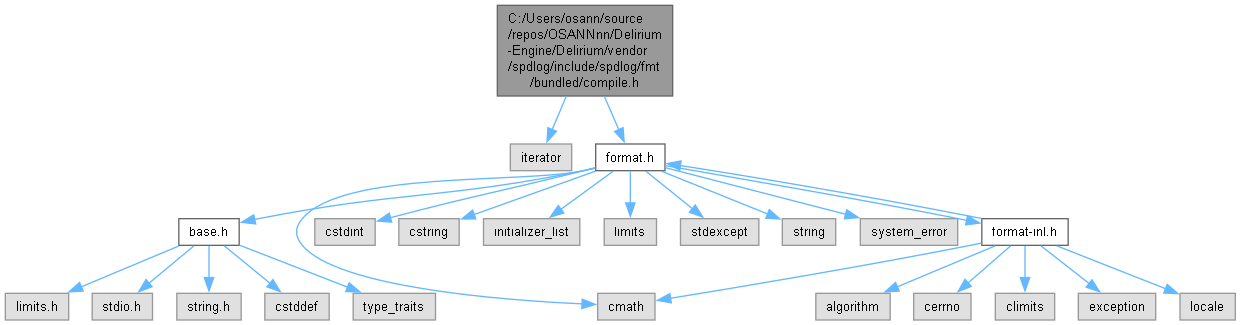 C:/Users/osann/source
/repos/OSANNnn/Delirium
-Engine/Delirium/vendor
/spdlog/include/spdlog/fmt
/bundled/compile.h
iterator
format.h
base.h
cstdint
cstring
initializer_list
limits
stdexcept
string
system_error
format-inl.h
limits.h
stdio.h
string.h
cstddef
type_traits
cmath
algorithm
cerrno
climits
exception
locale